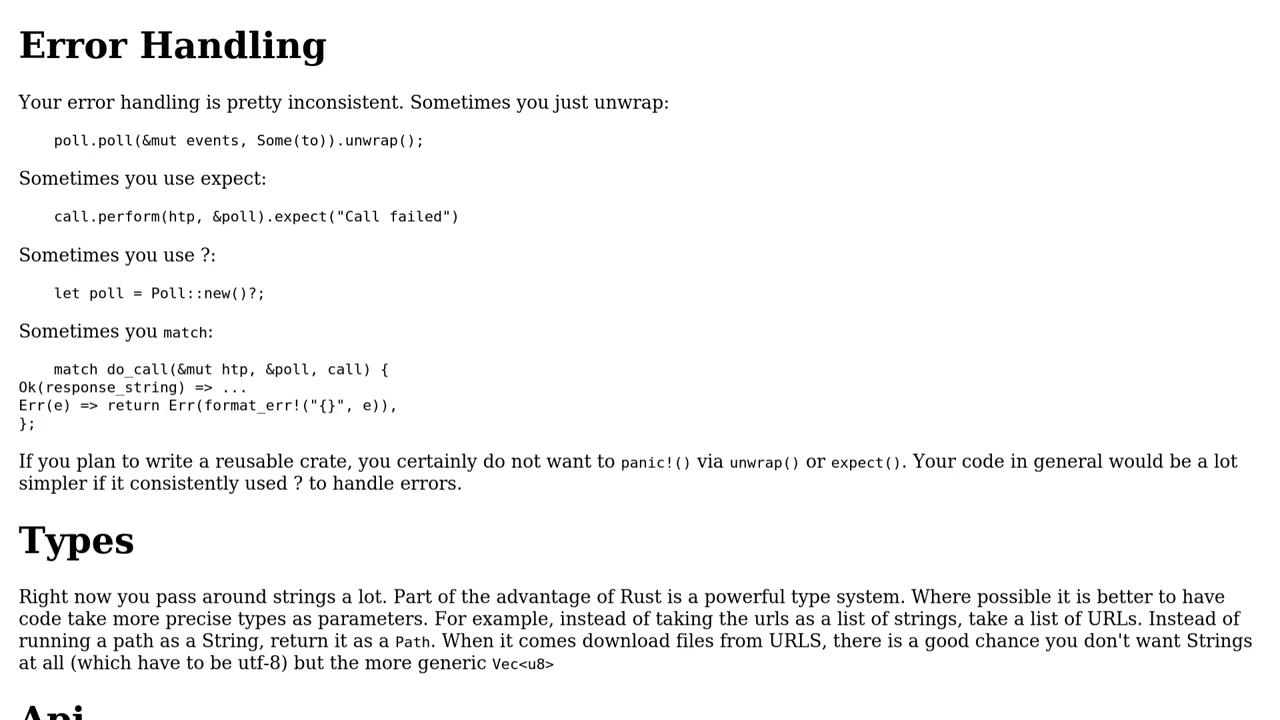 Error Handling
Your error handling is pretty inconsistent. Sometimes you just unwrap:
poll.poll(&mut events, Some(to)).unwrap();
Sometimes you use expect:
call.perform(htp, &poll).expect("Call failed")
Sometimes you use ?:
let poll = Poll::new()?;
Sometimes you match:
match do_call(&mut htp, &poll, call) {
Ok(response_string) => ...
Err(e) => return Err(format_err!("{}", e)),
};
If you plan to write a reusable crate, you certainly do not want to panic!() via unwrap() or expect(). Your code in general would be a lot
simpler if it consistently used ? to handle errors.
Types
Right now you pass around strings a lot. Part of the advantage of Rust is a powerful type system. Where possible it is better to have
code take more precise types as parameters. For example, instead of taking the urls as a list of strings, take a list of URLs. Instead of
running a path as a String, return it as a Path. When it comes download files from URLS, there is a good chance you don't want Strings
at all (which have to be utf-8) but the more generic Vec<u8>
Api